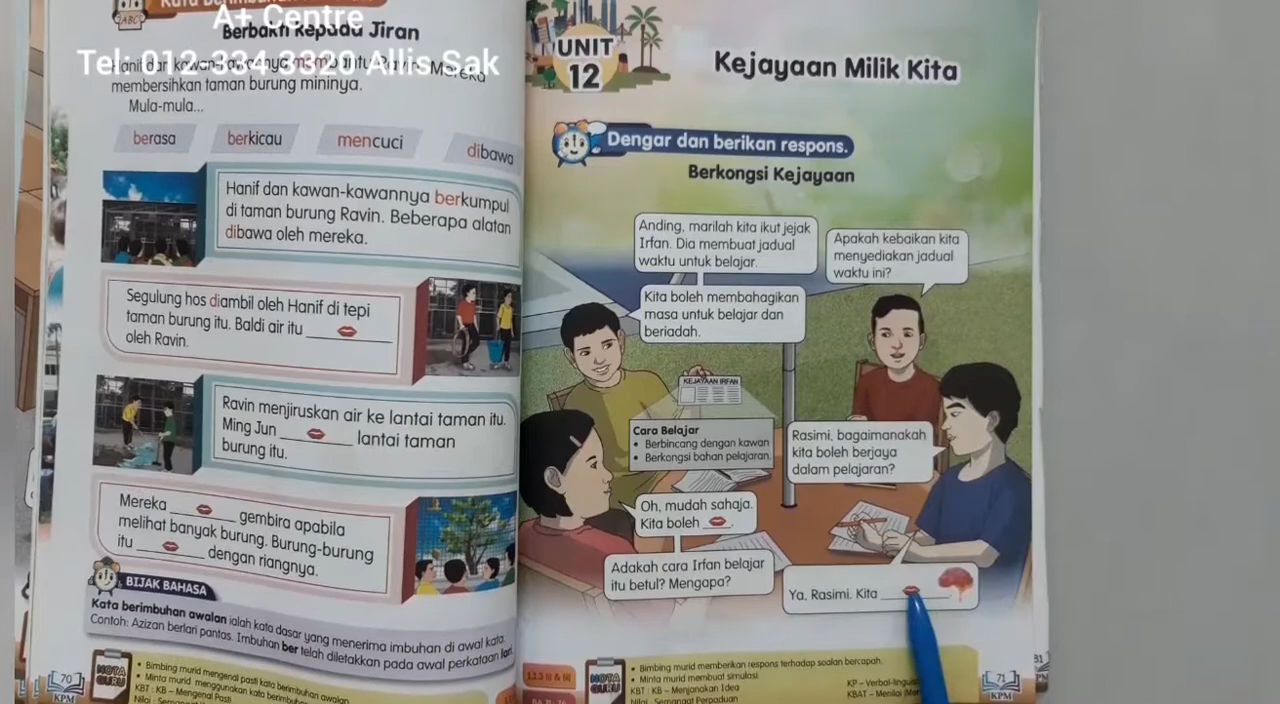 A+ Centre
Tel: 012-334 3320 Allis Sak
Berbakti kepada Jiran
Hanif dan kawan-kawannya membantu Ravin. Mereka
membersihkan taman burung mininya.
Mula-mula...
berasa
berkicau
mencuci
dibawa
Hanif dan kawan-kawannya berkumpul
di taman burung Ravin. Beberapa alatan
dibawa oleh mereka.
Segulung hos diambil oleh Hanif di tepi
taman burung itu. Baldi air itu
oleh Ravin.
Ravin menjiruskan air ke lantai taman itu.
Ming Jun lantai taman
burung itu.
Mereka gembira apabila
melihat banyak burung. Burung-burung
itu dengan riangnya.
BIJAK BAHASA
Kata berimbuhan awalan ialah kata dasar yang menerima imbuhan di awal kata.
Contoh: Azizan berlari pantas. Imbuhan ber telah diletakkan pada awal perkataan lari.
70
KPM
NOTA
GURU
• Bimbing murid mengenal pasti kata berimbuhan awalan.
• Minta murid menggunakan kata berimbuhan
KBT : KB – Mengenal Pasti
Nilai : Semangat
UNIT
12
Kejayaan Milik Kita
Dengar dan berikan respons.
Berkongsi Kejayaan
Anding, marilah kita ikut jejak
Irfan. Dia membuat jadual
waktu untuk belajar.
Apakah kebaikan kita
menyediakan jadual
waktu ini?
Kita boleh membahagikan
masa untuk belajar dan
beriadah.
KEJAYAAN IRFAN
Cara Belajar
• Berbincang dengan kawan
• Berkongsi bahan pelajaran.
Rasimi, bagaimanakah
kita boleh berjaya
dalam pelajaran?
Oh, mudah sahaja.
Kita boleh .
Adakah cara Irfan belajar
itu betul? Mengapa?
Ya, Rasimi. Kita
NOTA
GURU
• Bimbing murid memberikan respons terhadap soalan bercapah.
• Minta murid membuat simulasi
KBT : KB – Menjanakan Idea
Nilai : Semangat Perpaduan
KP – Verbal-linguistik
KBAT – Menilai
71
KPM